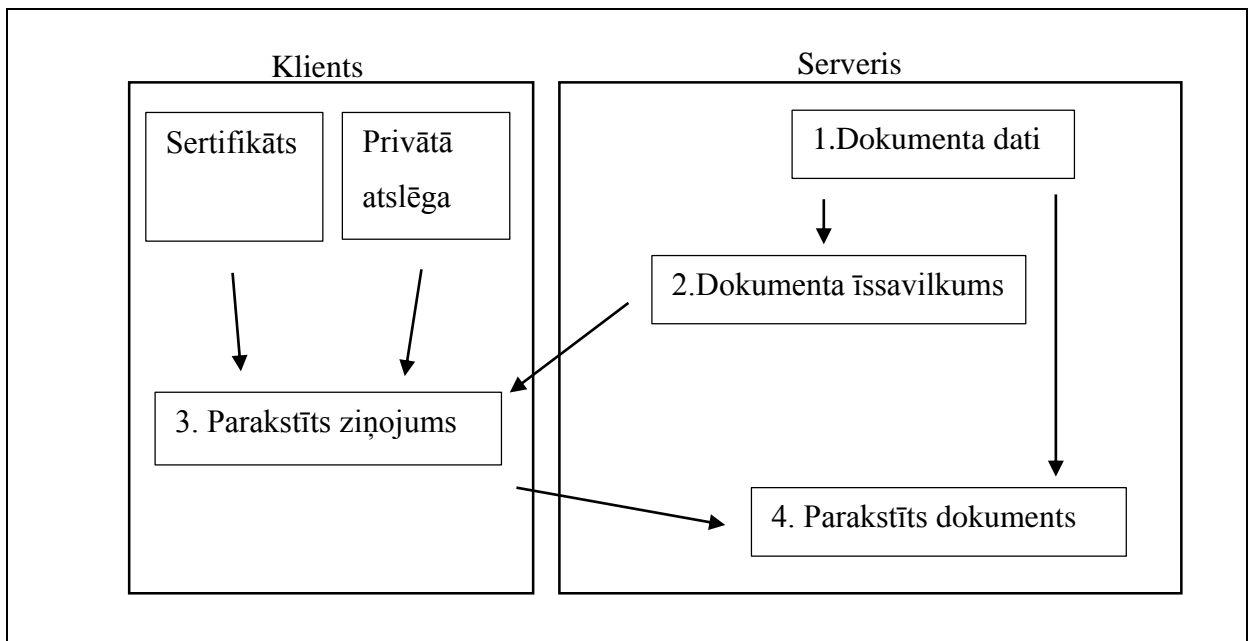 Klients
Serveris
Sertifikāts
Privātā
atslēga
1.Dokumenta dati
2.Dokumenta īssavilkums
3. Parakstīts ziņojums
4. Parakstīts dokuments